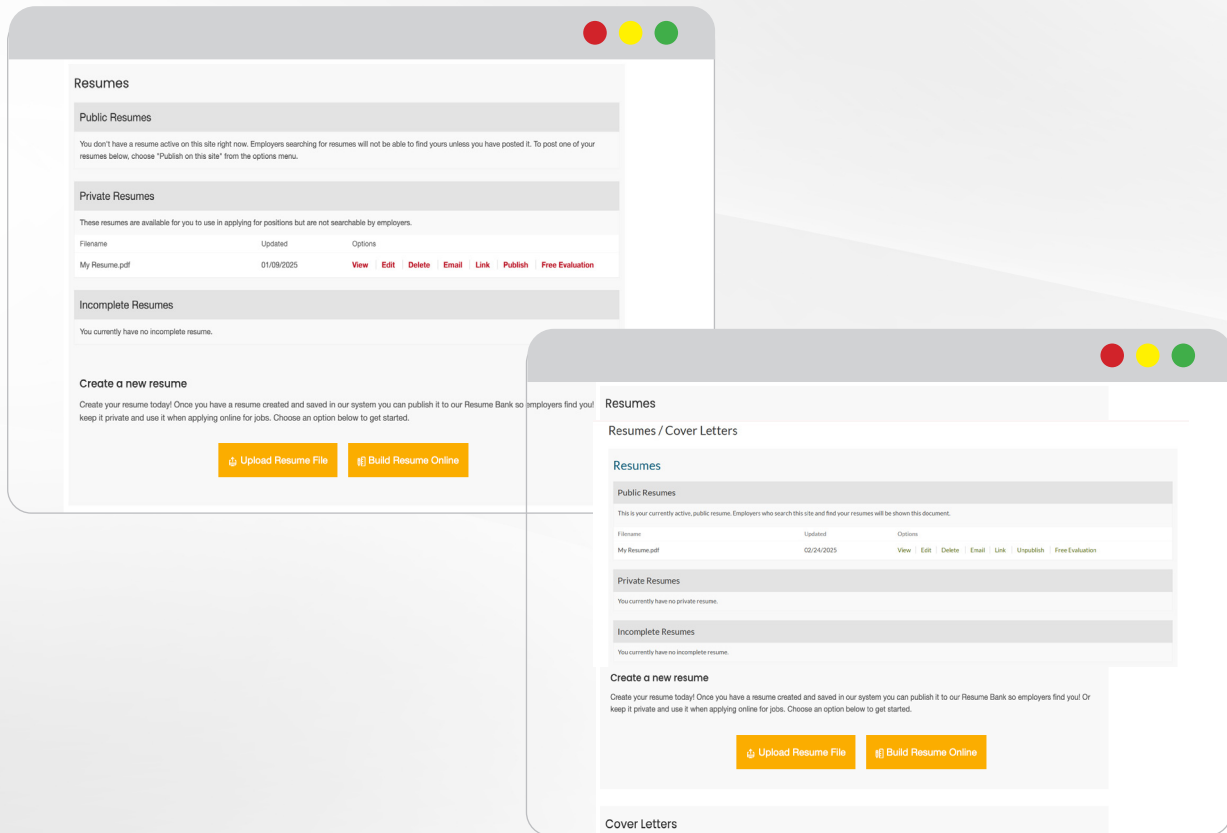 Resumes
Public Resumes
You don't have a resume active on this site right now. Employers searching for resumes will not be able to find yours unless you have posted it. To post one of your
resumes below, choose "Publish on this site" from the options menu.
Private Resumes
These resumes are available for you to use in applying for positions but are not searchable by employers.
Filename Updated Options
My Resume.pdf 01/09/2025 View | Edit | Delete | Email | Link | Publish | Free Evaluation
Incomplete Resumes
You currently have no incomplete resume.
Create a new resume
Create your resume today! Once you have a resume created and saved in our system you can publish it to our Resume Bank so employers find you!
keep it private and use it when applying online for jobs. Choose an option below to get started.
Upload Resume File Build Resume Online
Resumes
Resumes / Cover Letters
Resumes
Public Resumes
This is your currently active, public resume. Employers who search this site and find your resumes will be shown this document.
Filename Updated Options
My Resume.pdf 02/24/2025 View | Edit | Delete | Email | Link | Unpublish | Free Evaluation
Private Resumes
You currently have no private resume.
Incomplete Resumes
You currently have no incomplete resume.
Create a new resume
Create your resume today! Once you have a resume created and saved in our system you can publish it to our Resume Bank so employers find you! Or
keep it private and use it when applying online for jobs. Choose an option below to get started.
Upload Resume File Build Resume Online
Cover Letters